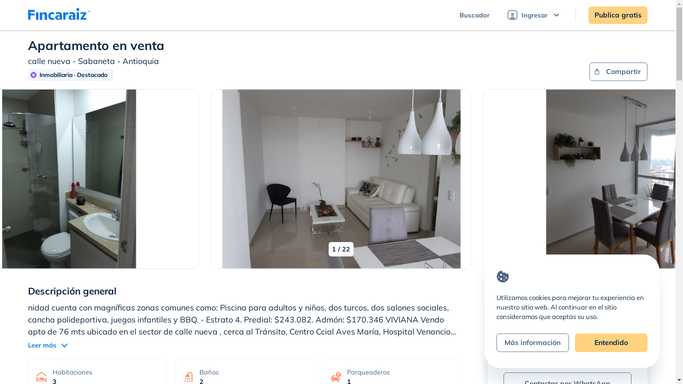 Fincaraiz
Buscador
Ingresar
Publica gratis
Apartamento en venta
calle nueva - Sabaneta - Antioquia
Inmobiliaria · Destacado
Compartir
1 / 22
Descripción general
nidad cuenta con magníficas zonas comunes como: Piscina para adultos y niños, dos turcos, dos salones sociales,
cancha polideportiva, juegos infantiles y BBQ. - Estrato 4. Predial: $243.082. Admón: $170.346 VIVIANA Vendo
apto de 76 mts ubicado en el sector de calle nueva , cerca al Tránsito, Centro Ccial Aves María, Hospital Venancio...
Leer más
Habitaciones
3
Baños
2
Parqueaderos
1
Utilizamos cookies para mejorar tu experiencia en
nuestro sitio web. Al continuar en el sitio
consideramos que aceptas su uso.
Más información
Entendido
Contactar por WhatsApp